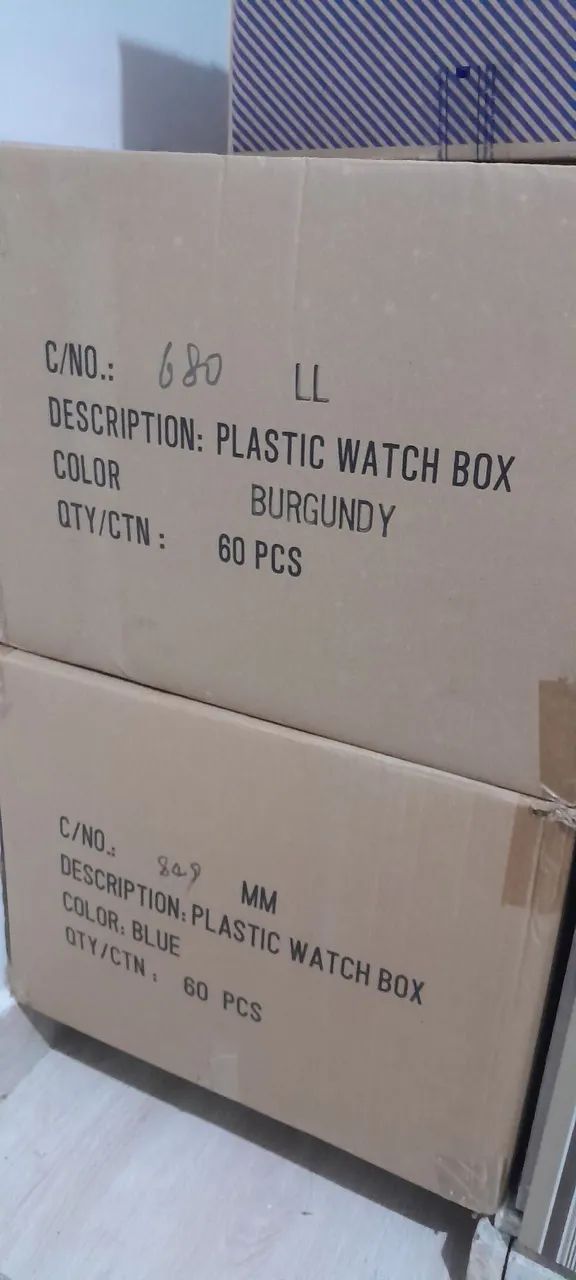 C/NO.: 680 LL
DESCRIPTION: PLASTIC WATCH BOX
COLOR BURGUNDY
QTY/CTN : 60 PCS
C/NO.: 849 MM
DESCRIPTION: PLASTIC WATCH BOX
COLOR: BLUE
QTY/CTN : 60 PCS